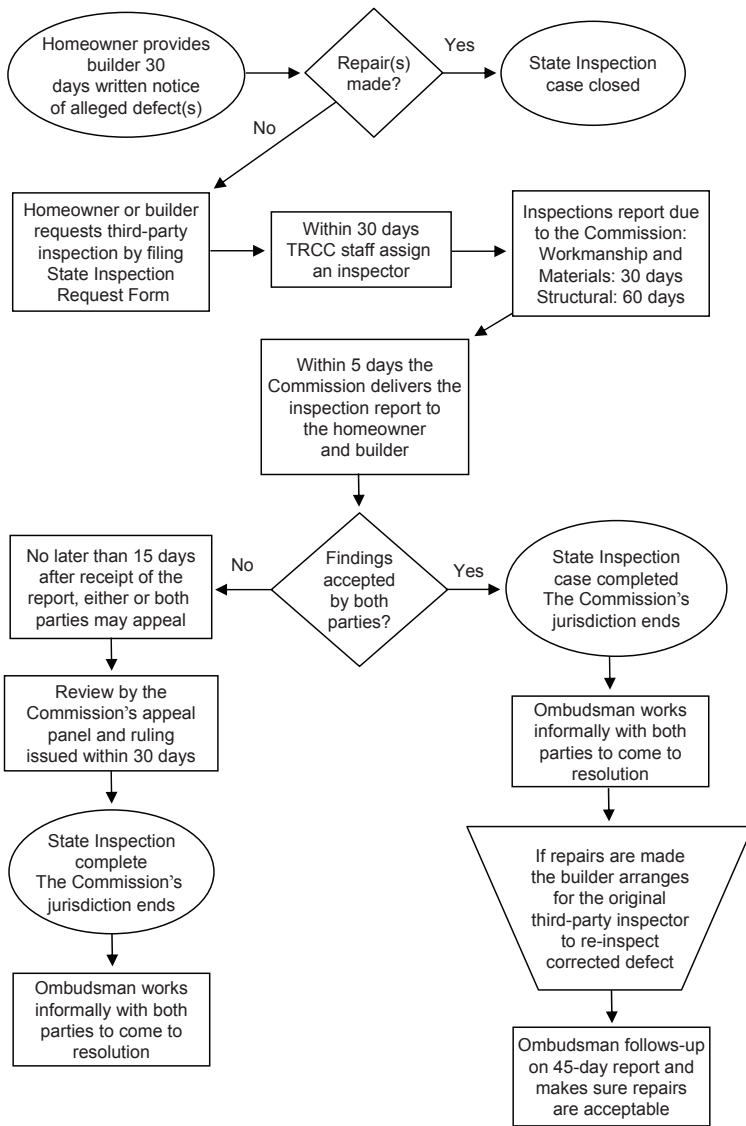 Homeowner provides
builder 30
days written notice
of alleged defect(s)
Repair(s)
made?
Yes
State Inspection
case closed
No
Homeowner or builder
requests third-party
inspection by filing
State Inspection
Request Form
Within 30 days
TRCC staff assign
an inspector
Inspections report due
to the Commission:
Workmanship and
Materials: 30 days
Structural: 60 days
Within 5 days the
Commission delivers the
inspection report to
the homeowner
and builder
Findings
accepted
by both
parties?
No
Yes
No later than 15 days
after receipt of the
report, either or both
parties may appeal
State Inspection
case completed
The Commission's
jurisdiction ends
Review by the
Commission's appeal
panel and ruling
issued within 30 days
Ombudsman works
informally with both
parties to come to
resolution
State Inspection
complete
The Commission's
jurisdiction ends
If repairs are made
the builder arranges
for the original
third-party inspector
to re-inspect
corrected defect
Ombudsman works
informally with both
parties to come to
resolution
Ombudsman follows-up
on 45-day report and
makes sure repairs
are acceptable